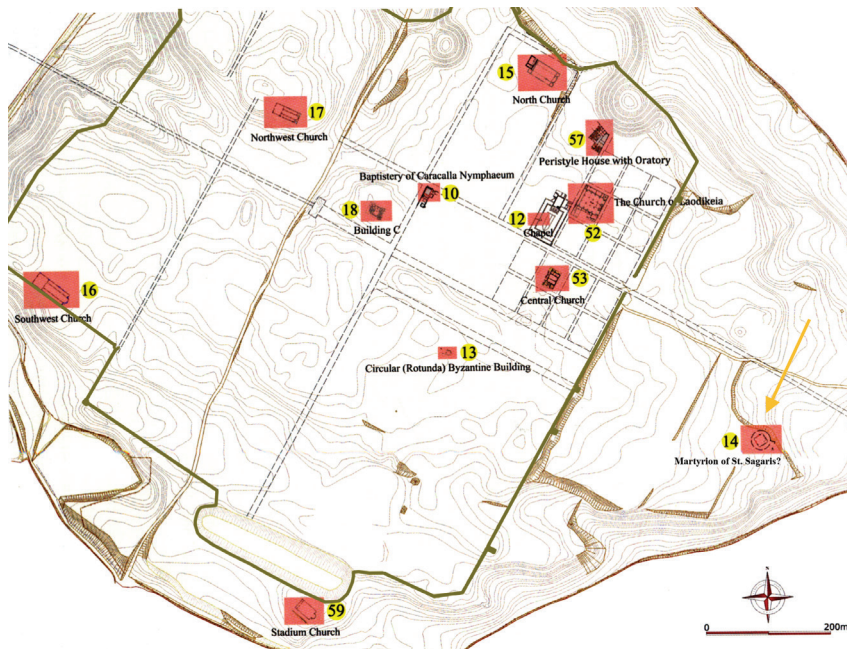 15
North Church
17
Northwest Church
57
Peristyle House with Oratory
Baptistery of Caracalla Nymphaeum
10
18
Building C
12
Chapel
The Church of Laodikeia
52
53
Central Church
16
Southwest Church
13
Circular (Rotunda) Byzantine Building
14
Martyrion of St. Sagaris?
59
Stadium Church
N
0
200m